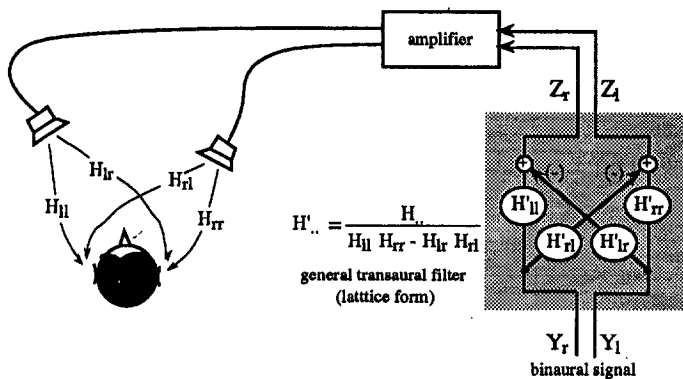 amplifier
Z_r Z_l
H_lr
H_rl
H_ll
H_rr
+ +
(-) (-)
H'_ll H'_rr
H'_rl H'_lr
H'.. = H.. / (H_ll H_rr - H_lr H_rl)
general transaural filter
(latttice form)
Y_r Y_l
binaural signal